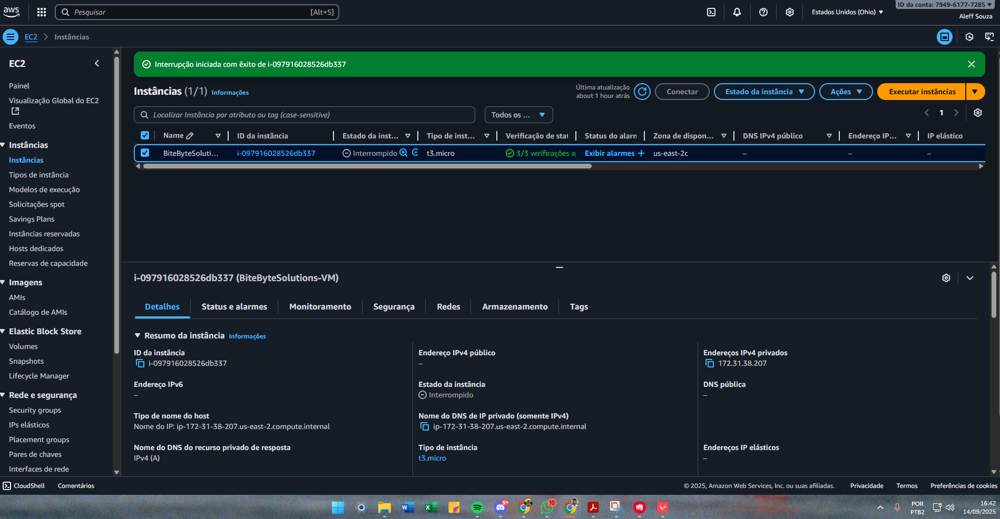 aws
Pesquisar
[Alt+S]
Estados Unidos (Ohio)
ID da conta: 7949-6177-7285
Aleff Souza
EC2
Instâncias
EC2
Painel
Visualização Global do EC2
Eventos
Instâncias
Instâncias
Tipos de instância
Modelos de execução
Solicitações spot
Savings Plans
Instâncias reservadas
Hosts dedicados
Reservas de capacidade
Imagens
AMIs
Catálogo de AMIs
Elastic Block Store
Volumes
Snapshots
Lifecycle Manager
Rede e segurança
Security groups
IPs elásticos
Placement groups
Pares de chaves
Interfaces de rede
Interrupção iniciada com êxito de i-097916028526db337
Instâncias (1/1) Informações
Última atualização
about 1 hour atrás
Conectar
Estado da instância
Ações
Executar instâncias
Localizar Instância por atributo ou tag (case-sensitive)
Todos os ...
1
Name
ID da instância
Estado da inst...
Tipo de inst...
Verificação de stat
Status do alarn
Zona de dispon...
DNS IPv4 público
Endereço IP...
IP elástico
BiteByteSoluti...
i-097916028526db337
Interrompido
t3.micro
3/3 verificações a
Exibir alarmes +
us-east-2c
–
–
–
i-097916028526db337 (BiteByteSolutions-VM)
Detalhes
Status e alarmes
Monitoramento
Segurança
Redes
Armazenamento
Tags
Resumo da instância Informações
ID da instância
i-097916028526db337
Endereço IPv4 público
–
Endereços IPv4 privados
172.31.38.207
Endereço IPv6
–
Estado da instância
Interrompido
DNS pública
–
Tipo de nome do host
Nome do IP: ip-172-31-38-207.us-east-2.compute.internal
Nome do DNS de IP privado (somente IPv4)
ip-172-31-38-207.us-east-2.compute.internal
Nome do DNS do recurso privado de resposta
IPv4 (A)
Tipo de instância
t3.micro
Endereços IP elásticos
–
CloudShell
Comentários
© 2025, Amazon Web Services, Inc. ou suas afiliadas.
Privacidade
Termos
Preferências de cookies
9+
10
POR
PTB2
16:42
14/09/2025